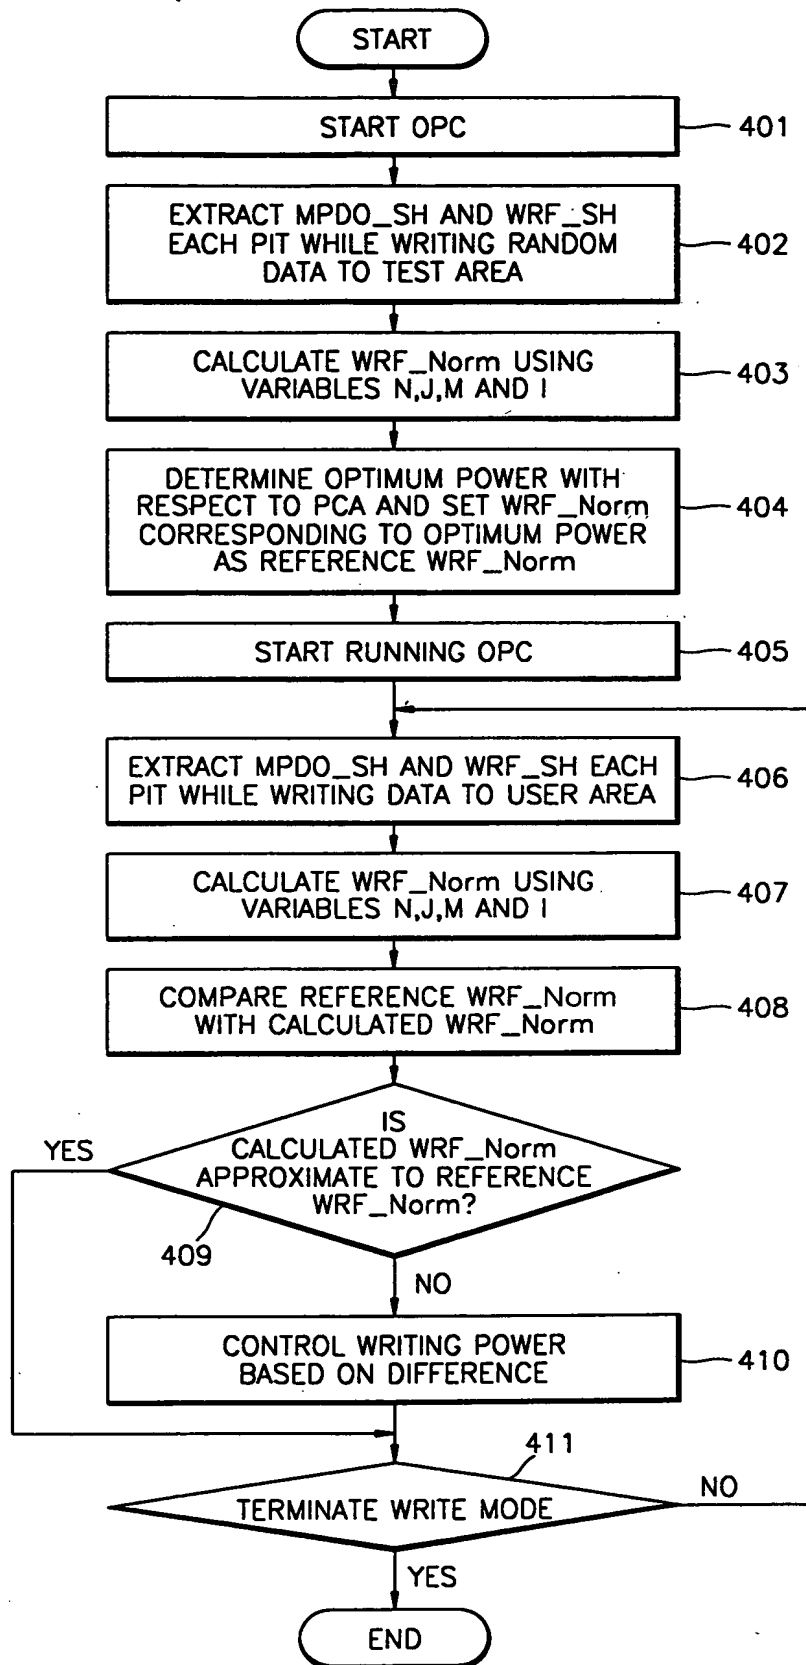 START
START OPC
401
EXTRACT MPDO_SH AND WRF_SH
EACH PIT WHILE WRITING RANDOM
DATA TO TEST AREA
402
CALCULATE WRF_Norm USING
VARIABLES N,J,M AND I
403
DETERMINE OPTIMUM POWER WITH
RESPECT TO PCA AND SET WRF_Norm
CORRESPONDING TO OPTIMUM POWER
AS REFERENCE WRF_Norm
404
START RUNNING OPC
405
EXTRACT MPDO_SH AND WRF_SH EACH
PIT WHILE WRITING DATA TO USER AREA
406
CALCULATE WRF_Norm USING
VARIABLES N,J,M AND I
407
COMPARE REFERENCE WRF_Norm
WITH CALCULATED WRF_Norm
408
IS
CALCULATED WRF_Norm
APPROXIMATE TO REFERENCE
WRF_Norm?
YES
409
NO
CONTROL WRITING POWER
BASED ON DIFFERENCE
410
411
TERMINATE WRITE MODE
NO
YES
END